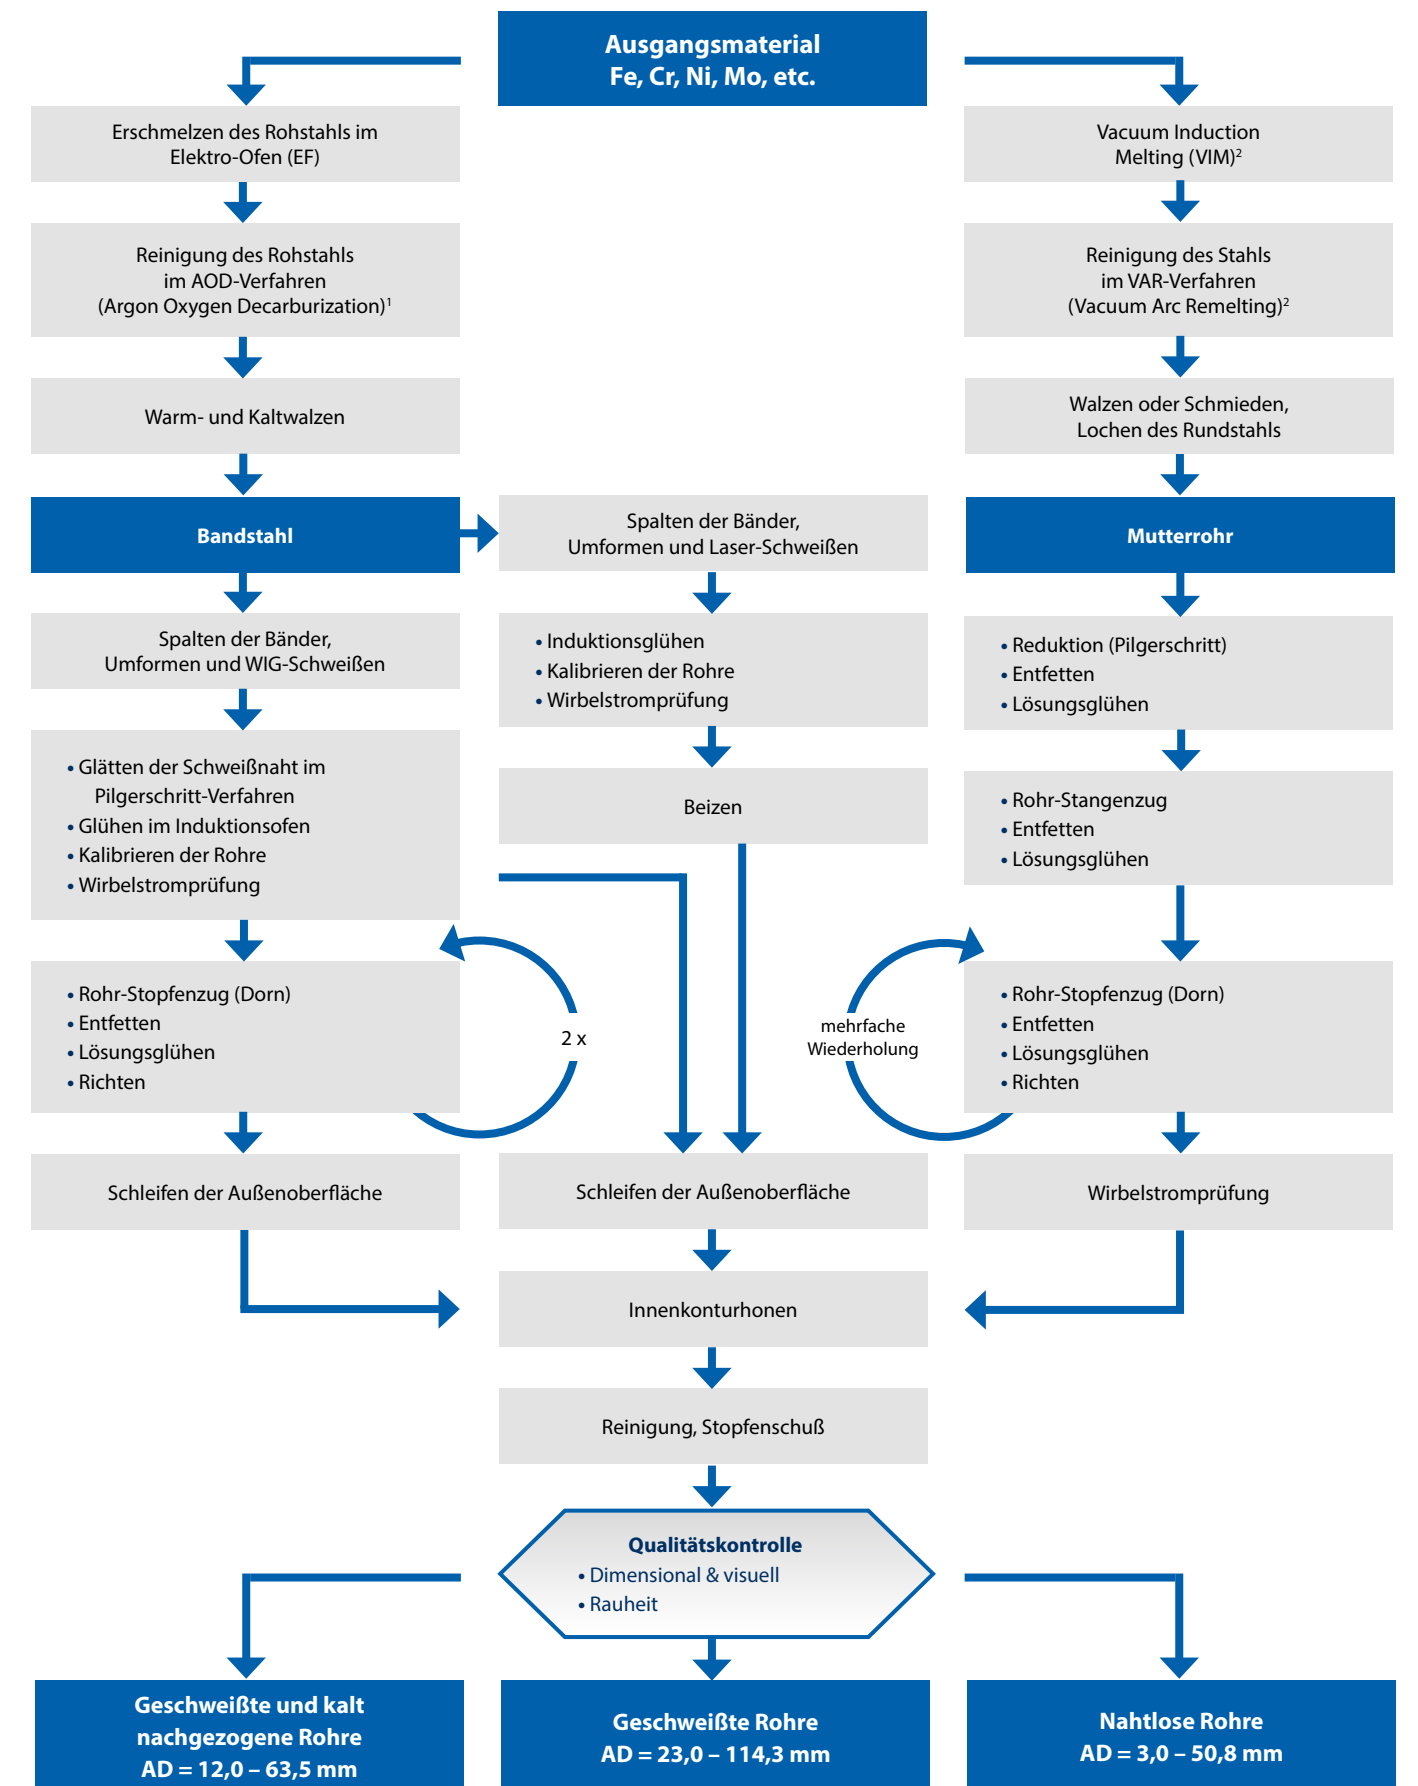 Ausgangsmaterial
Fe, Cr, Ni, Mo, etc.
Erschmelzen des Rohstahls im
Elektro-Ofen (EF)
Reinigung des Rohstahls
im AOD-Verfahren
(Argon Oxygen Decarburization)¹
Warm- und Kaltwalzen
Bandstahl
Spalten der Bänder,
Umformen und WIG-Schweißen
• Glätten der Schweißnaht im
Pilgerschritt-Verfahren
• Glühen im Induktionsofen
• Kalibrieren der Rohre
• Wirbelstromprüfung
• Rohr-Stopfenzug (Dorn)
• Entfetten
• Lösungsglühen
• Richten
2 x
Schleifen der Außenoberfläche
Spalten der Bänder,
Umformen und Laser-Schweißen
• Induktionsglühen
• Kalibrieren der Rohre
• Wirbelstromprüfung
Beizen
Schleifen der Außenoberfläche
Vacuum Induction
Melting (VIM)²
Reinigung des Stahls
im VAR-Verfahren
(Vacuum Arc Remelting)²
Walzen oder Schmieden,
Lochen des Rundstahls
Mutterrohr
• Reduktion (Pilgerschritt)
• Entfetten
• Lösungsglühen
• Rohr-Stangenzug
• Entfetten
• Lösungsglühen
mehrfache
Wiederholung
• Rohr-Stopfenzug (Dorn)
• Entfetten
• Lösungsglühen
• Richten
Wirbelstromprüfung
Innenkonturhonen
Reinigung, Stopfenschuß
Qualitätskontrolle
• Dimensional & visuell
• Rauheit
Geschweißte und kalt
nachgezogene Rohre
AD = 12,0 – 63,5 mm
Geschweißte Rohre
AD = 23,0 – 114,3 mm
Nahtlose Rohre
AD = 3,0 – 50,8 mm